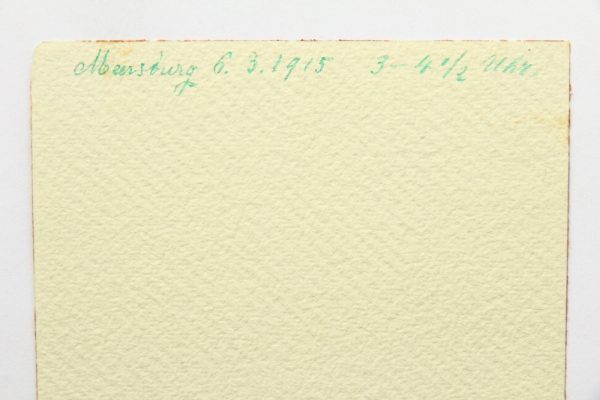 Meersburg 6. 3. 1915 3 – 4 1/2 Uhr.